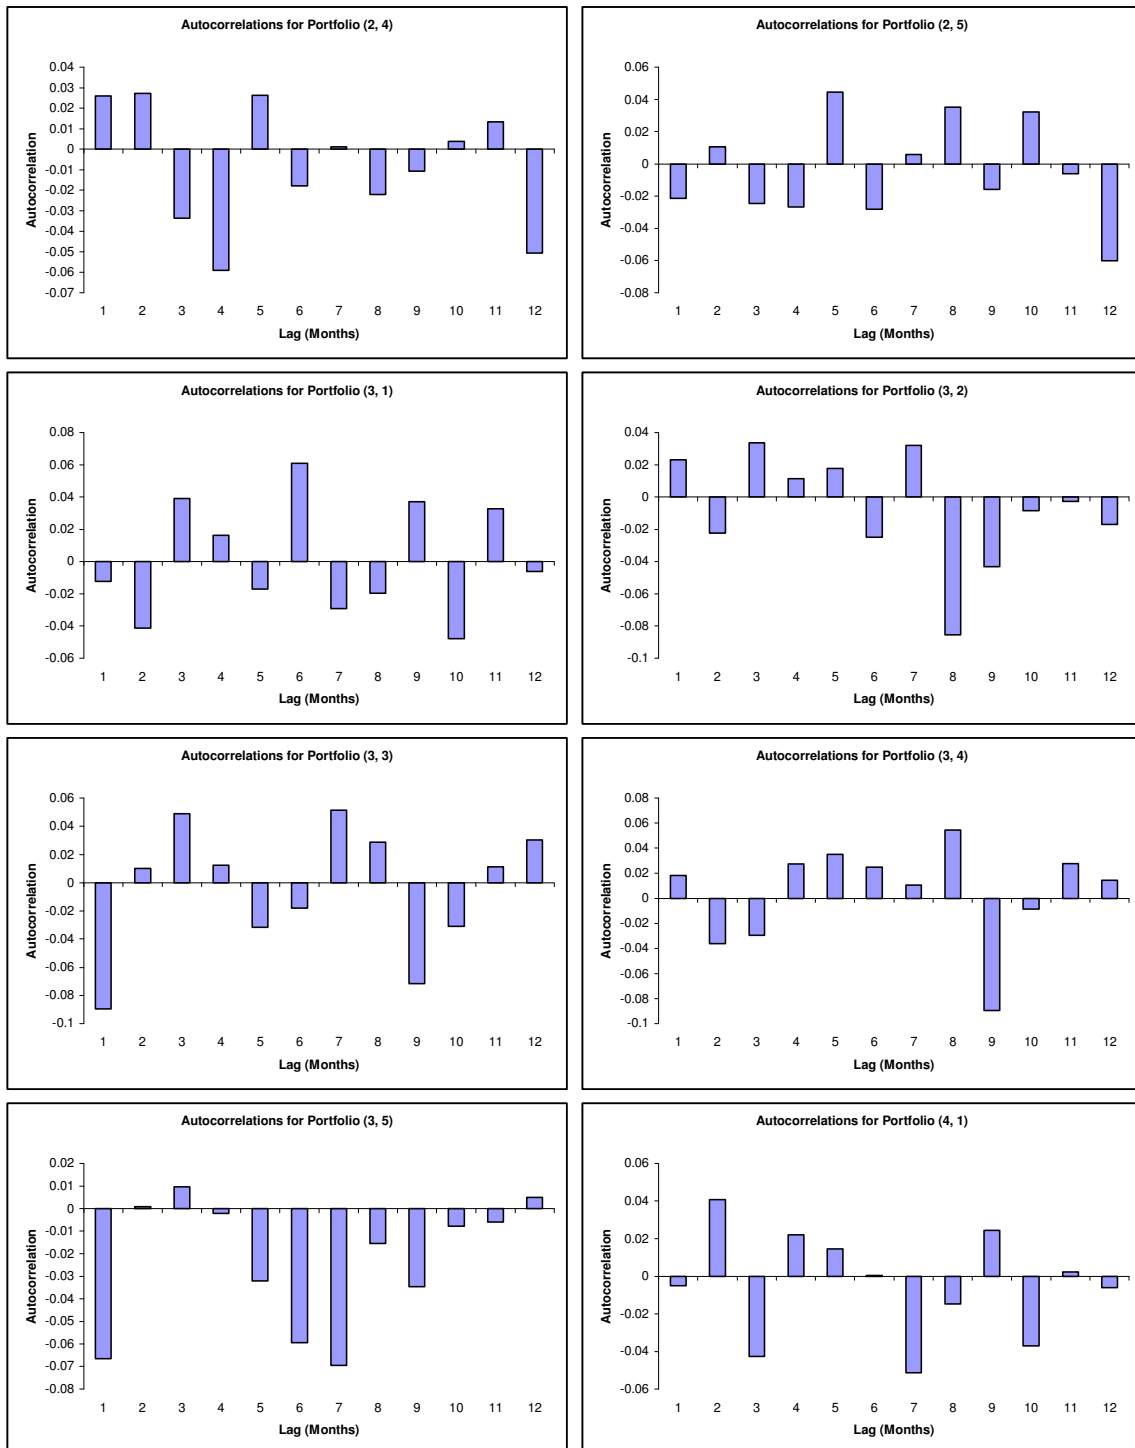 Autocorrelations for Portfolio (2, 4)
0.04
0.03
0.02
0.01
0
-0.01
-0.02
-0.03
-0.04
-0.05
-0.06
-0.07
Autocorrelation
1 2 3 4 5 6 7 8 9 10 11 12
Lag (Months)
Autocorrelations for Portfolio (2, 5)
0.06
0.04
0.02
0
-0.02
-0.04
-0.06
-0.08
Autocorrelation
1 2 3 4 5 6 7 8 9 10 11 12
Lag (Months)
Autocorrelations for Portfolio (3, 1)
0.08
0.06
0.04
0.02
0
-0.02
-0.04
-0.06
Autocorrelation
1 2 3 4 5 6 7 8 9 10 11 12
Lag (Months)
Autocorrelations for Portfolio (3, 2)
0.04
0.02
0
-0.02
-0.04
-0.06
-0.08
-0.1
Autocorrelation
1 2 3 4 5 6 7 8 9 10 11 12
Lag (Months)
Autocorrelations for Portfolio (3, 3)
0.06
0.04
0.02
0
-0.02
-0.04
-0.06
-0.08
-0.1
Autocorrelation
1 2 3 4 5 6 7 8 9 10 11 12
Lag (Months)
Autocorrelations for Portfolio (3, 4)
0.08
0.06
0.04
0.02
0
-0.02
-0.04
-0.06
-0.08
-0.1
Autocorrelation
1 2 3 4 5 6 7 8 9 10 11 12
Lag (Months)
Autocorrelations for Portfolio (3, 5)
0.02
0.01
0
-0.01
-0.02
-0.03
-0.04
-0.05
-0.06
-0.07
-0.08
Autocorrelation
1 2 3 4 5 6 7 8 9 10 11 12
Lag (Months)
Autocorrelations for Portfolio (4, 1)
0.06
0.04
0.02
0
-0.02
-0.04
-0.06
Autocorrelation
1 2 3 4 5 6 7 8 9 10 11 12
Lag (Months)